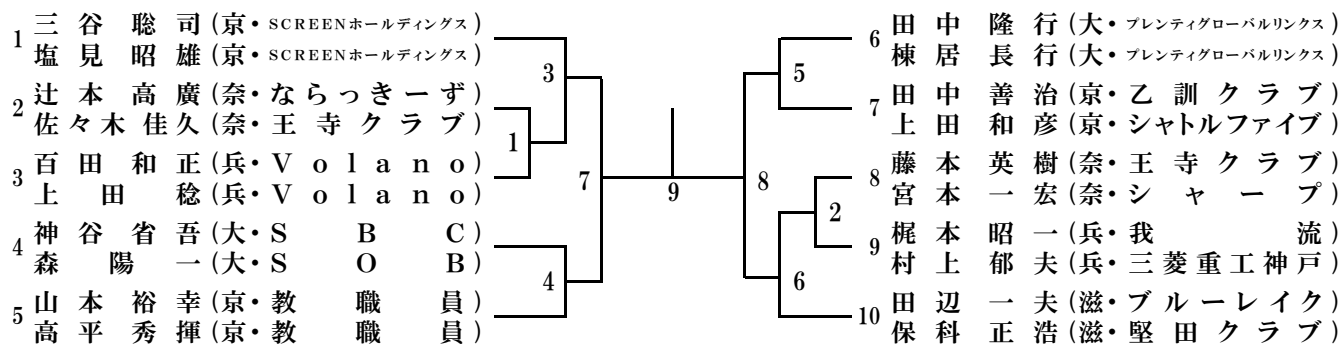 1 三谷聡司(京・SCREENホールディングス)
塩見昭雄(京・SCREENホールディングス)
2 辻本高廣(奈・ならっきーず)
佐々木佳久(奈・王寺クラブ)
3 百田和正(兵・Volano)
上田稔(兵・Volano)
4 神谷省吾(大・SBC)
森陽一(大・SOB)
5 山本裕幸(京・教職員)
高平秀揮(京・教職員)
3
1
7
4
9
5
8
2
6
6 田中隆行(大・プレンティグローバルリンクス)
棟居長行(大・プレンティグローバルリンクス)
7 田中善治(京・乙訓クラブ)
上田和彦(京・シャトルファイブ)
8 藤本英樹(奈・王寺クラブ)
宮本一宏(奈・シャープ)
9 梶本昭一(兵・我流)
村上郁夫(兵・三菱重工神戸)
10 田辺一夫(滋・ブルーレイク)
保科正浩(滋・堅田クラブ)